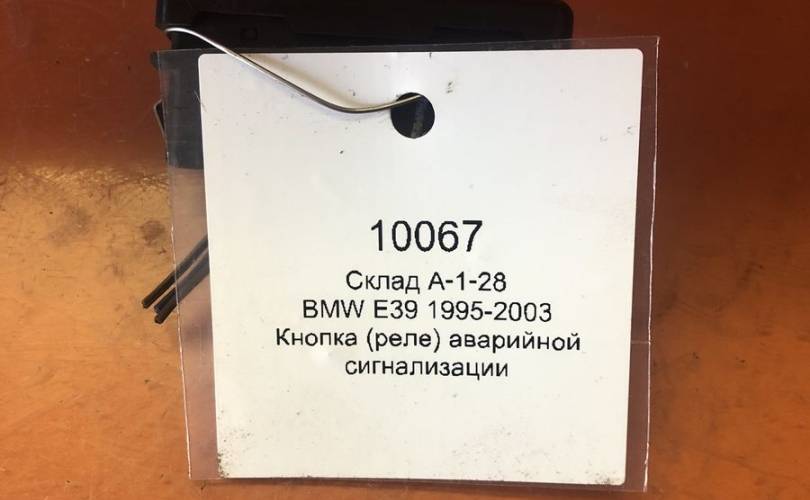 10067
Склад А-1-28
BMW E39 1995-2003
Кнопка (реле) аварийной
сигнализации